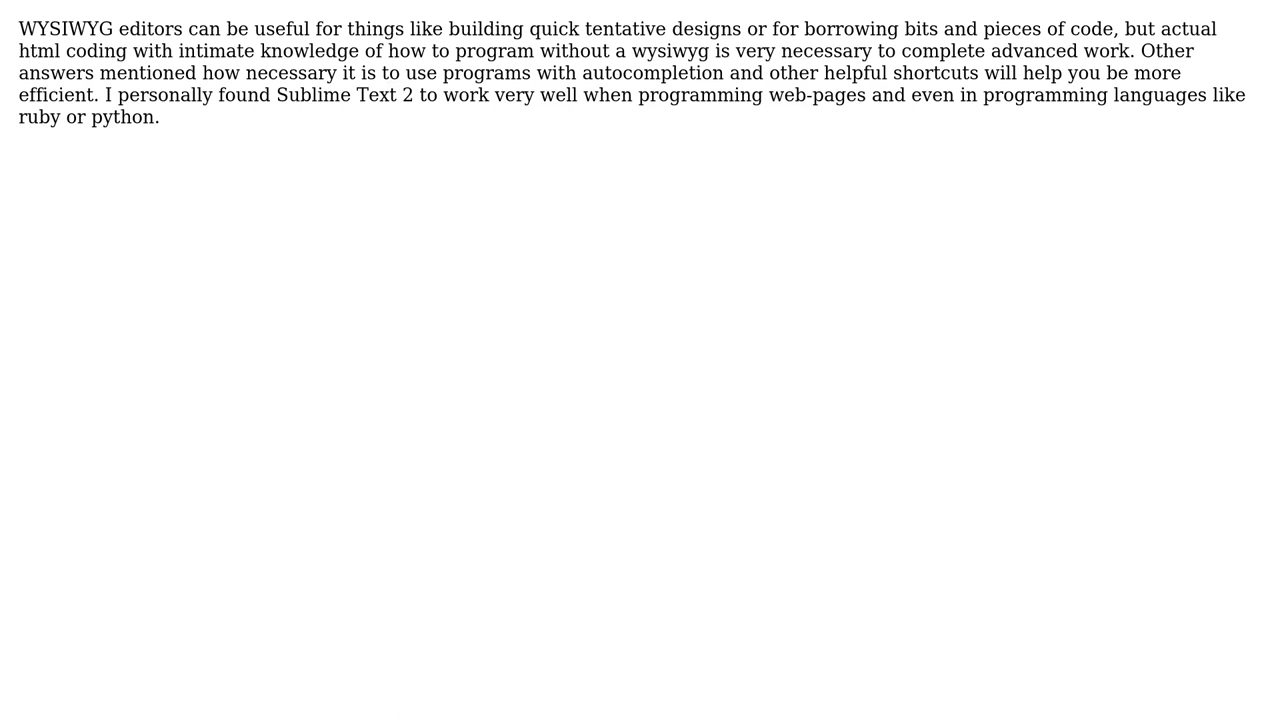 WYSIWYG editors can be useful for things like building quick tentative designs or for borrowing bits and pieces of code, but actual
html coding with intimate knowledge of how to program without a wysiwyg is very necessary to complete advanced work. Other
answers mentioned how necessary it is to use programs with autocompletion and other helpful shortcuts will help you be more
efficient. I personally found Sublime Text 2 to work very well when programming web-pages and even in programming languages like
ruby or python.